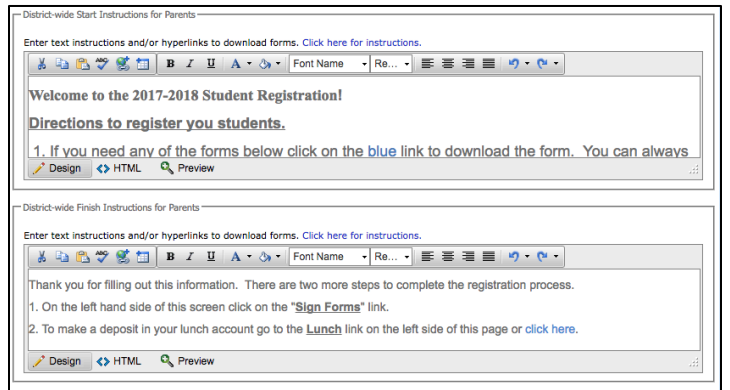 District-wide Start Instructions for Parents
Enter text instructions and/or hyperlinks to download forms. Click here for instructions.
ABC B I U A Font Name Re...
Welcome to the 2017-2018 Student Registration!
Directions to register you students.
1. If you need any of the forms below click on the blue link to download the form. You can always
Design <> HTML Preview
District-wide Finish Instructions for Parents
Enter text instructions and/or hyperlinks to download forms. Click here for instructions.
ABC B I U A Font Name Re...
Thank you for filling out this information. There are two more steps to complete the registration process.
1. On the left hand side of this screen click on the "Sign Forms" link.
2. To make a deposit in your lunch account go to the Lunch link on the left side of this page or click here.
Design <> HTML Preview